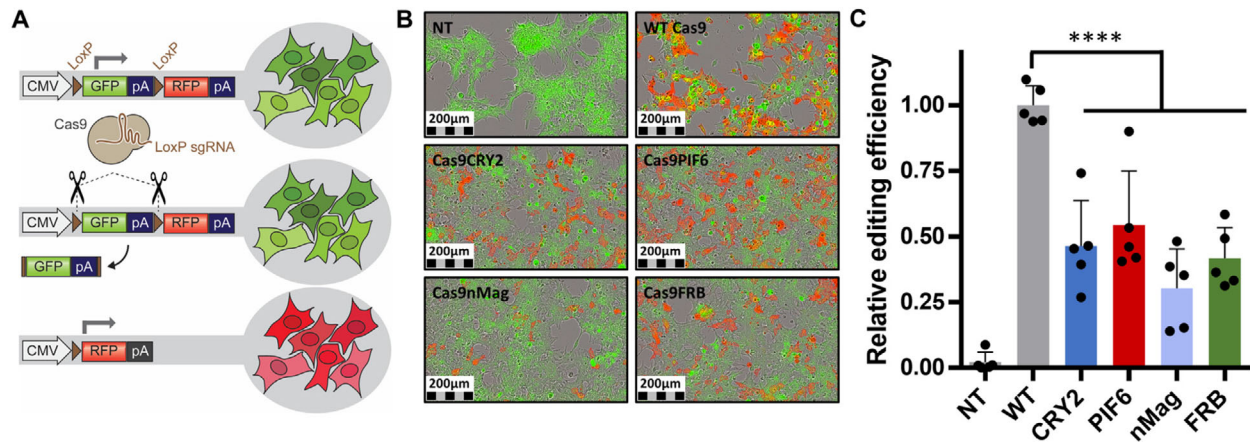 A
LoxP
LoxP
CMV GFP pA RFP pA
Cas9
LoxP sgRNA
CMV GFP pA RFP pA
GFP pA
CMV RFP pA
B
NT
200µm
WT Cas9
200µm
Cas9CRY2
200µm
Cas9PIF6
200µm
Cas9nMag
200µm
Cas9FRB
200µm
C
****
Relative editing efficiency
1.00
0.75
0.50
0.25
0.00
NT
WT
CRY2
PIF6
nMag
FRB